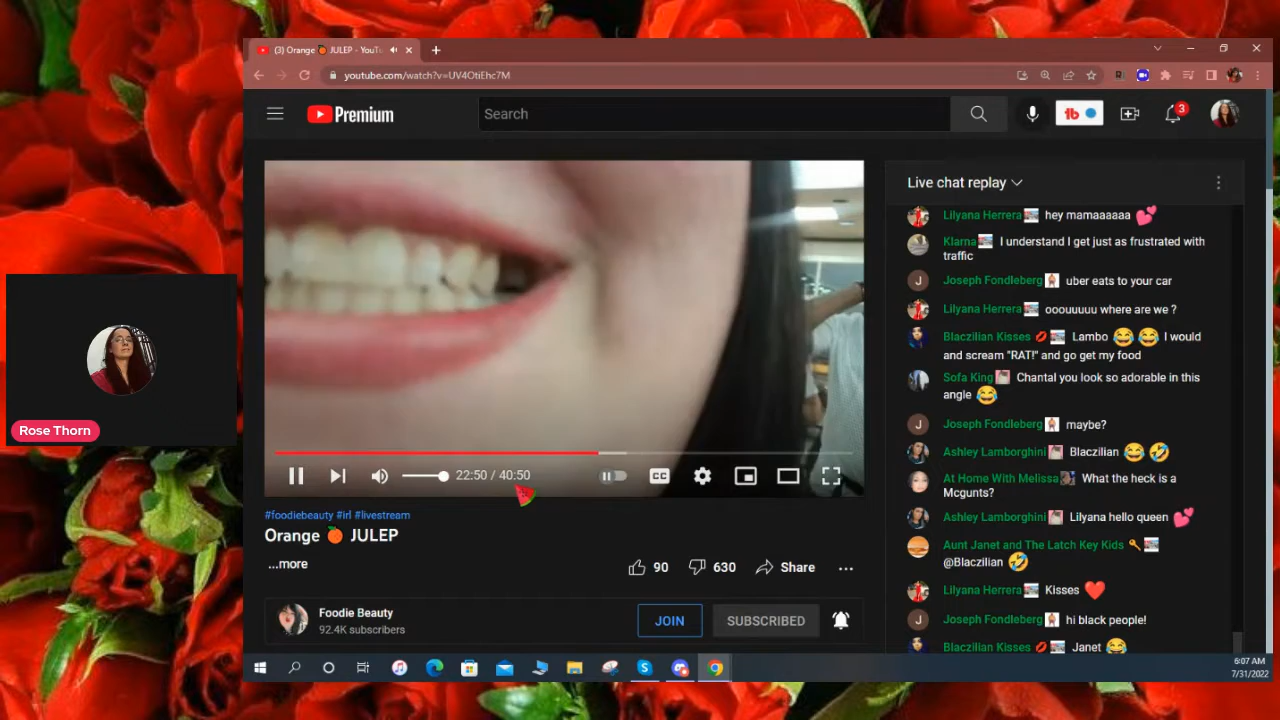 (3) Orange 🍊 JULEP - YouTu
youtube.com/watch?v=UV4OtiEhc7M
Premium
Search
tb
3
Live chat replay
Lilyana Herrera hey mamaaaaaa 💕
Klarna I understand I get just as frustrated with
traffic
J Joseph Fondleberg uber eats to your car
Lilyana Herrera ooouuuuu where are we ?
Blaczilian Kisses 💋 Lambo 😂 😂 I would
and scream "RAT!" and go get my food
Sofa King Chantal you look so adorable in this
angle 😂
J Joseph Fondleberg maybe?
Ashley Lamborghini Blaczilian 😂 🤣
At Home With Melissa What the heck is a
Mcgunts?
Ashley Lamborghini Lilyana hello queen 💞
Aunt Janet and The Latch Key Kids 🔑
@Blaczilian 🤣
Lilyana Herrera Kisses ❤️
J Joseph Fondleberg hi black people!
Blaczilian Kisses 💋 Janet 😂
Rose Thorn
22:50 / 40:50
CC
#foodiebeauty #irl #livestream
Orange 🍊 JULEP
...more
90
630
Share
Foodie Beauty
92.4K subscribers
JOIN
SUBSCRIBED
6:07 AM
7/31/2022